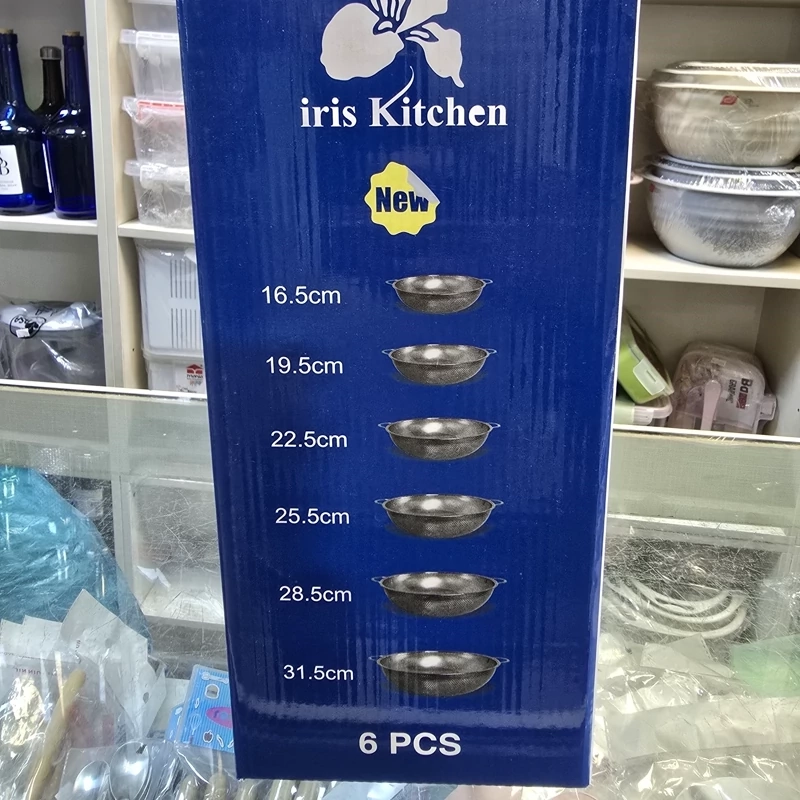 iris Kitchen
New
16.5cm
19.5cm
22.5cm
25.5cm
28.5cm
31.5cm
6 PCS